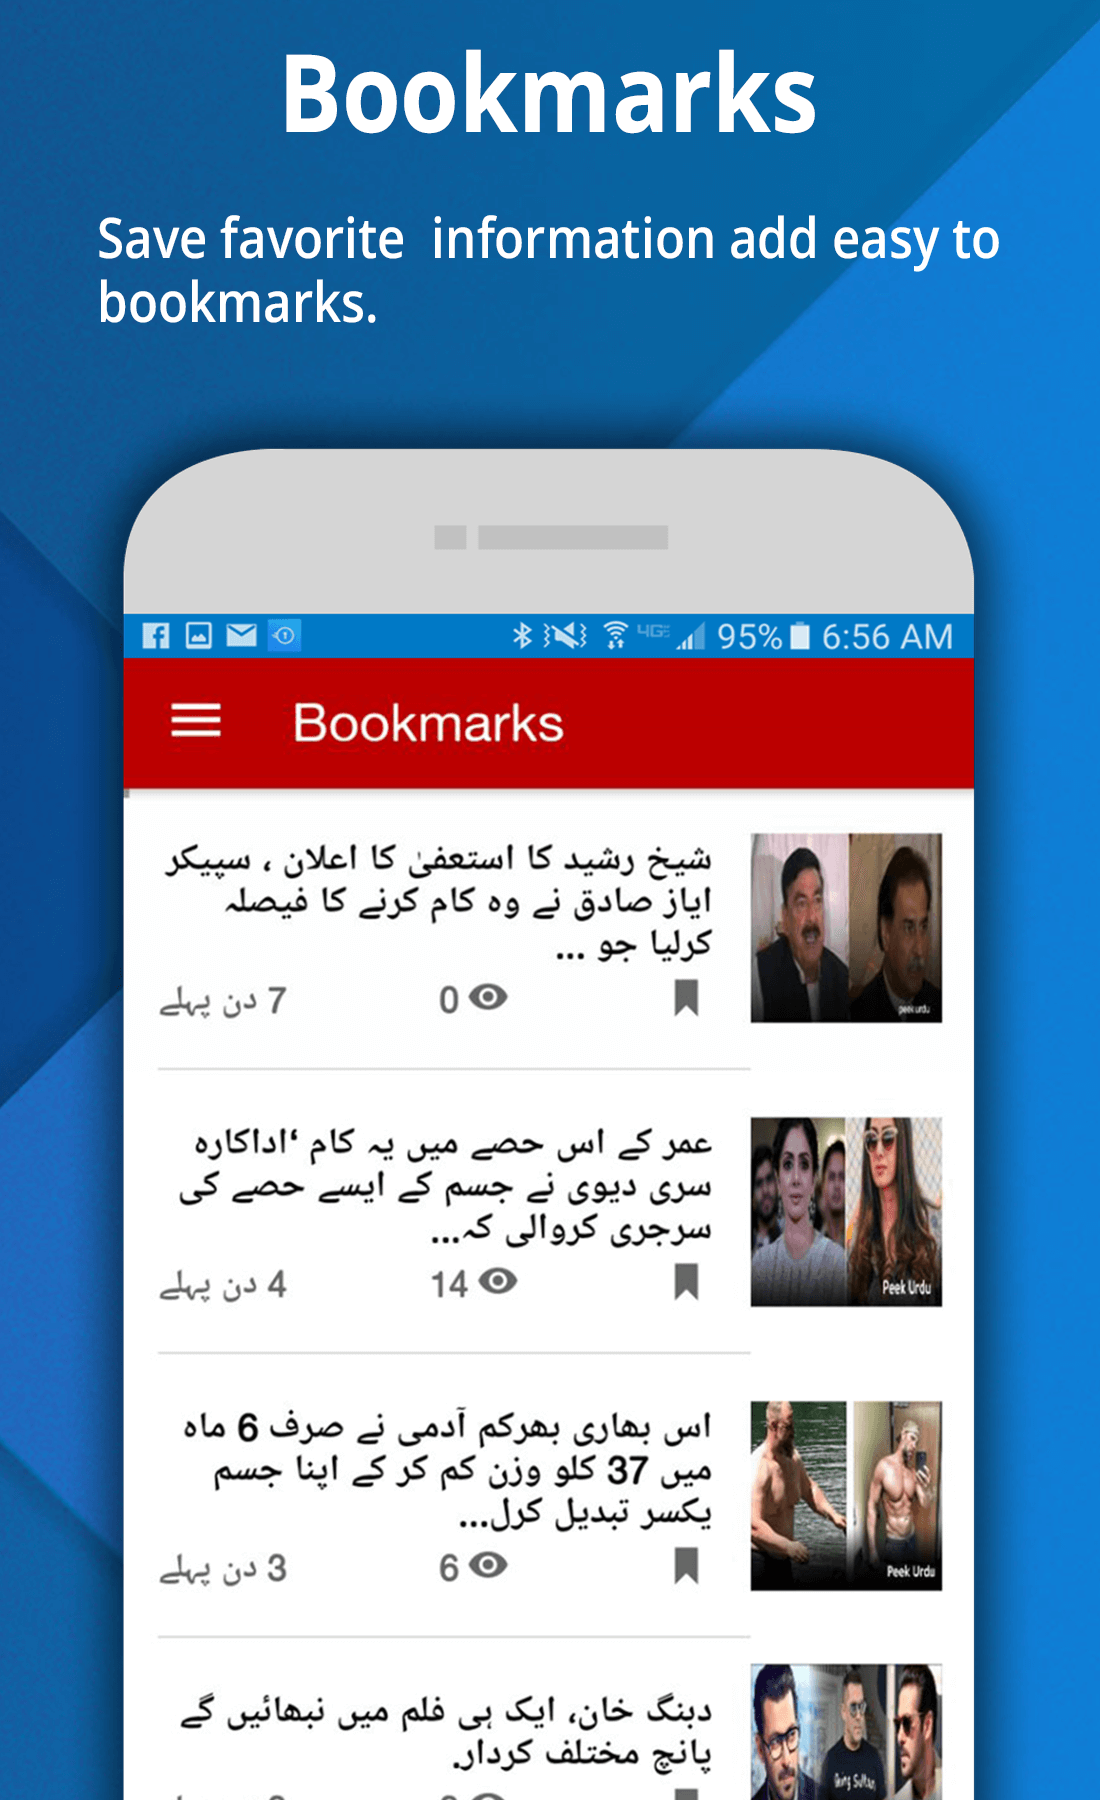 Bookmarks
Save favorite  information add easy to
bookmarks.
95% 6:56 AM
Bookmarks
شیخ رشید کا استعفیٰ کا اعلان ، سپیکر
ایاز صادق نے وہ کام کرنے کا فیصلہ
کرلیا جو ...
7 دن پہلے
0
peek urdu
عمر کے اس حصے میں یہ کام ‘اداکارہ
سری دیوی نے جسم کے ایسے حصے کی
سرجری کروالی کہ...
4 دن پہلے
14
Peek Urdu
اس بھاری بھرکم آدمی نے صرف 6 ماہ
میں 37 کلو وزن کم کر کے اپنا جسم
یکسر تبدیل کرل...
3 دن پہلے
6
Peek Urdu
دبنگ خان، ایک ہی فلم میں نبھائیں گے
پانچ مختلف کردار.